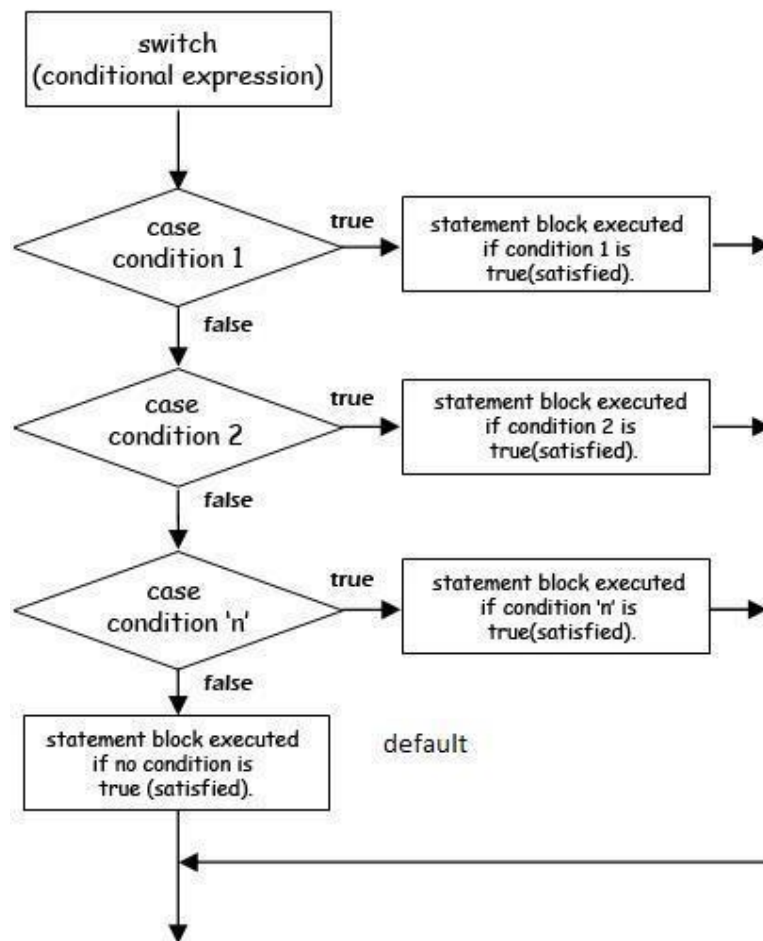 switch
(conditional expression)
case
condition 1
true
statement block executed
if condition 1 is
true(satisfied).
false
case
condition 2
true
statement block executed
if condition 2 is
true(satisfied).
false
case
condition 'n'
true
statement block executed
if condition 'n' is
true(satisfied).
false
statement block executed
if no condition is
true (satisfied).
default